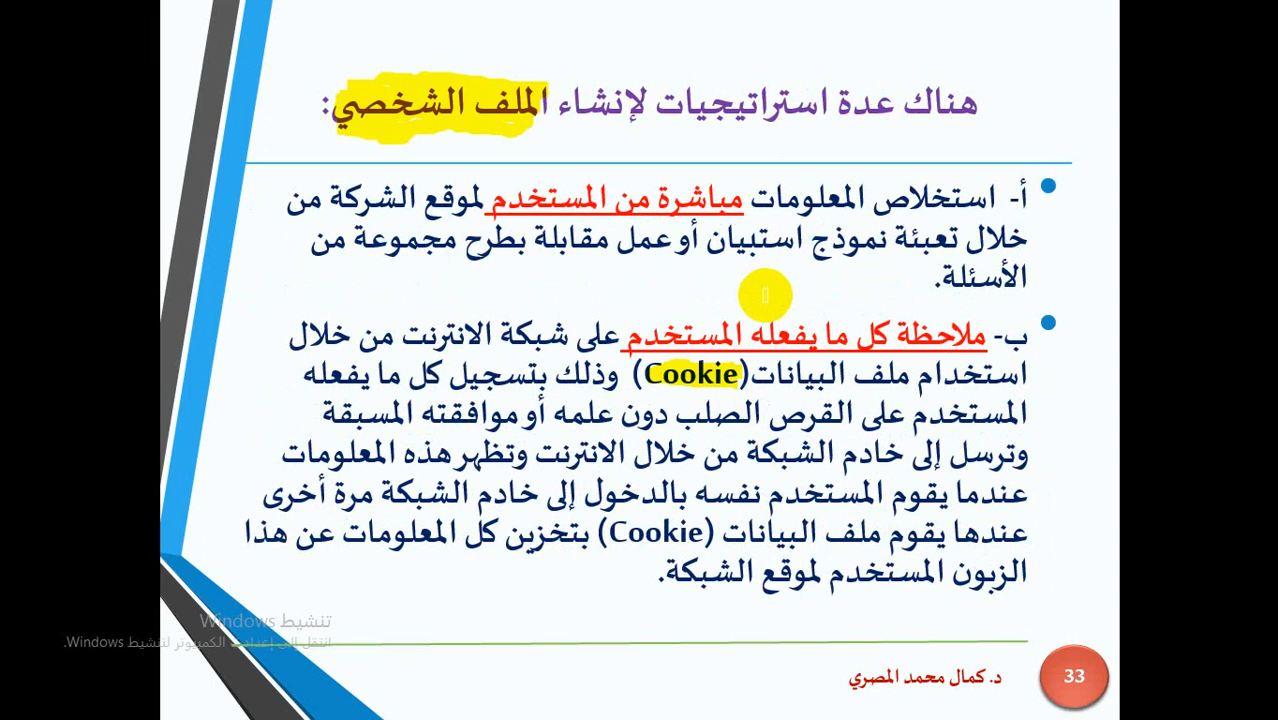 هناك عدة استراتيجيات لإنشاء الملف الشخصي:
أ- استخلاص المعلومات مباشرة من المستخدم لموقع الشركة من
خلال تعبئة نموذج استبيان أو عمل مقابلة بطرح مجموعة من
الأسئلة.
ب- ملاحظة كل ما يفعله المستخدم على شبكة الانترنت من خلال
استخدام ملف البيانات(Cookie) وذلك بتسجيل كل ما يفعله
المستخدم على القرص الصلب دون علمه أو موافقته المسبقة
وترسل إلى خادم الشبكة من خلال الانترنت وتظهر هذه المعلومات
عندما يقوم المستخدم نفسه بالدخول إلى خادم الشبكة مرة أخرى
عندها يقوم ملف البيانات (Cookie) بتخزين كل المعلومات عن هذا
الزبون المستخدم لموقع الشبكة.
تنشيط Windows
انتقل إلى إعدادات الكمبيوتر لتنشيط Windows.
د. كمال محمد المصري
33